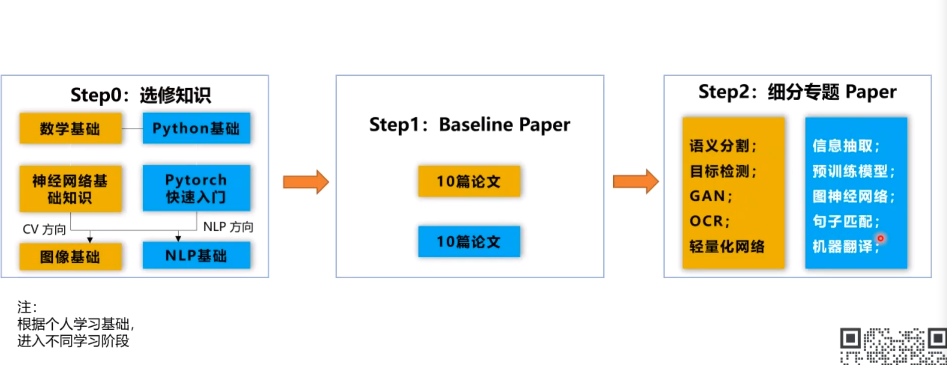 Step0：选修知识
数学基础
Python基础
神经网络基
础知识
Pytorch
快速入门
CV 方向
NLP 方向
图像基础
NLP基础
Step1：Baseline Paper
10篇论文
10篇论文
Step2：细分专题 Paper
语义分割；
目标检测；
GAN；
OCR；
轻量化网络
信息抽取；
预训练模型；
图神经网络；
句子匹配；
机器翻译；
注：
根据个人学习基础，
进入不同学习阶段